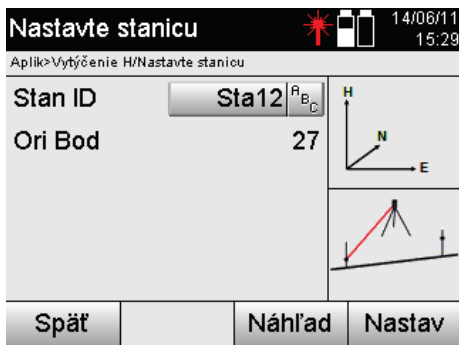 Nastavte stanicu
14/06/11
15:29
Aplik>Vytýčenie H/Nastavte stanic
Stan ID
Sta12
ABC
Ori Bod
27
H
N
E
Späť
Náhľad
Nastav